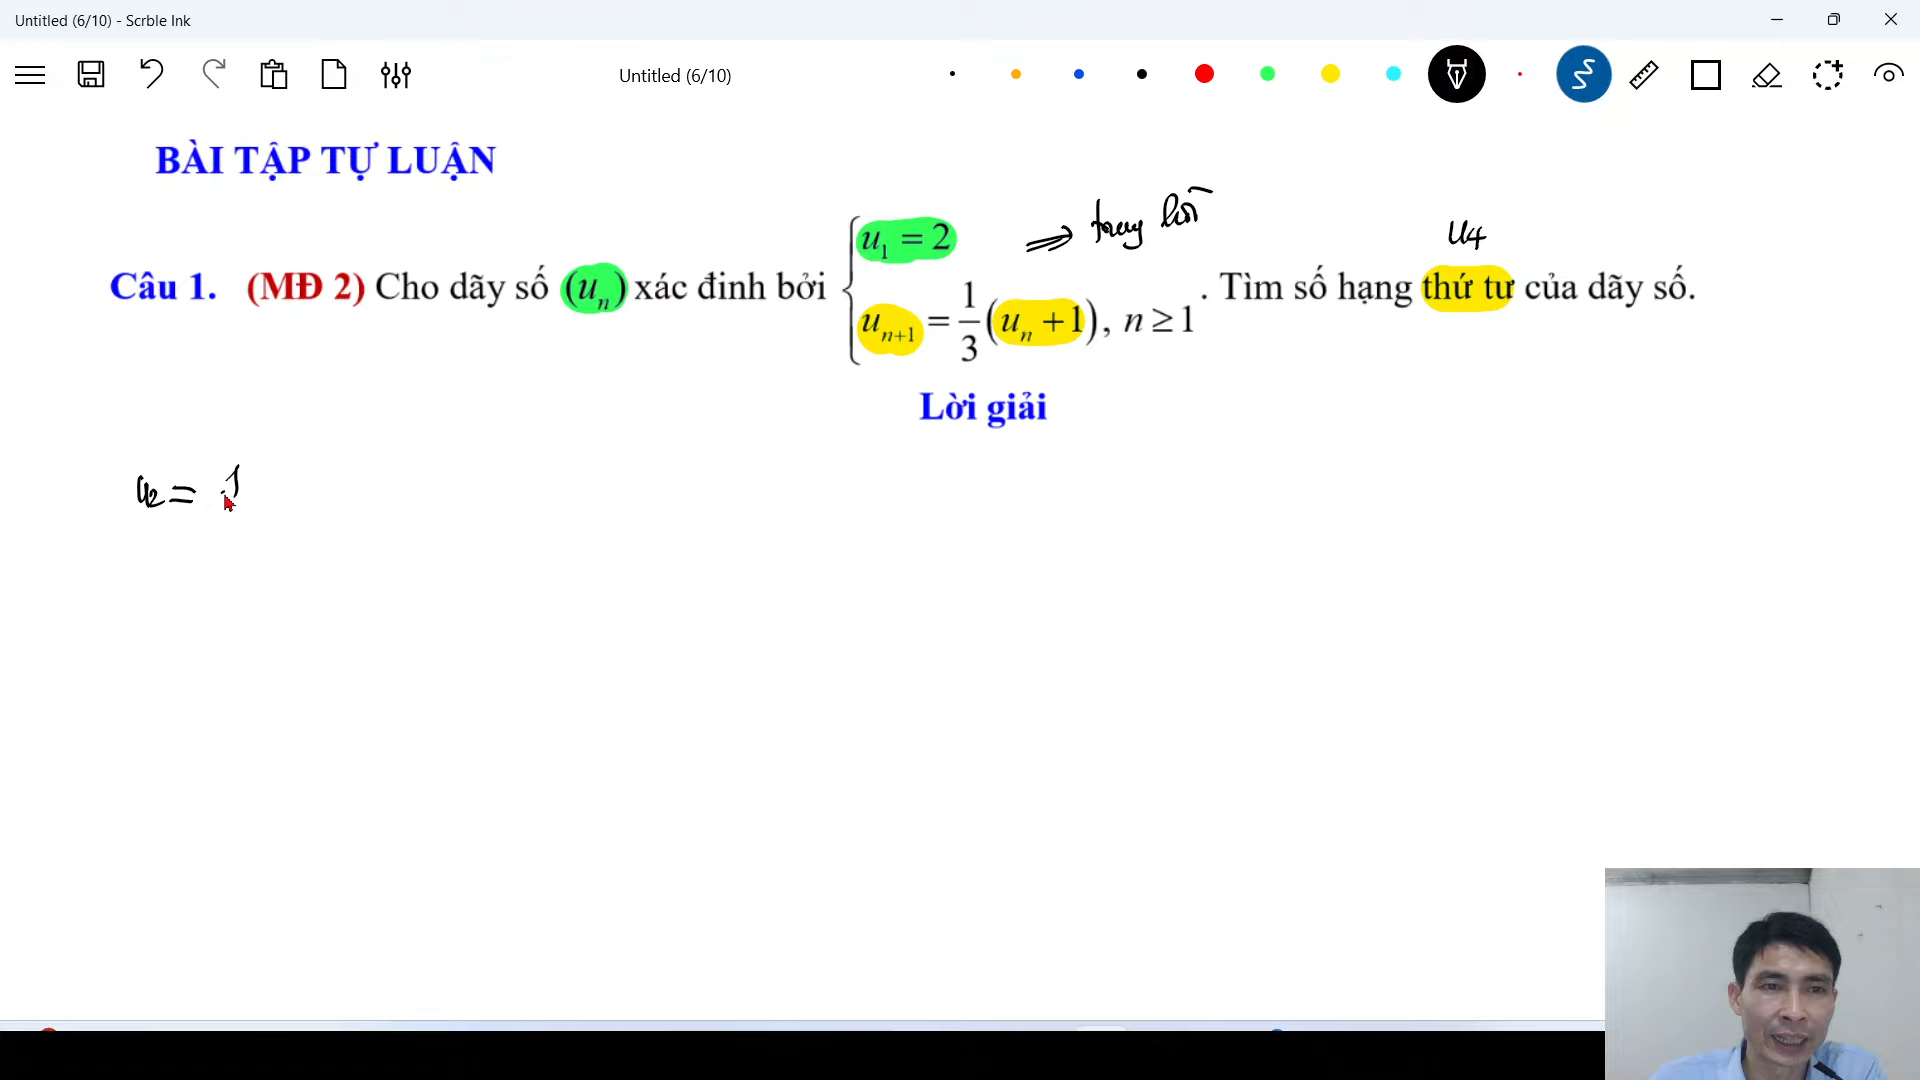 Untitled (6/10) - Scrble Ink
Untitled (6/10)
BÀI TẬP TỰ LUẬN
⇒ truy hồi
u4
Câu 1. (MĐ 2) Cho dãy số (uₙ) xác đinh bởi { u₁ = 2 ; uₙ₊₁ = 1/3 (uₙ + 1), n ≥ 1 . Tìm số hạng thứ tư của dãy số.
Lời giải
u2 = 1